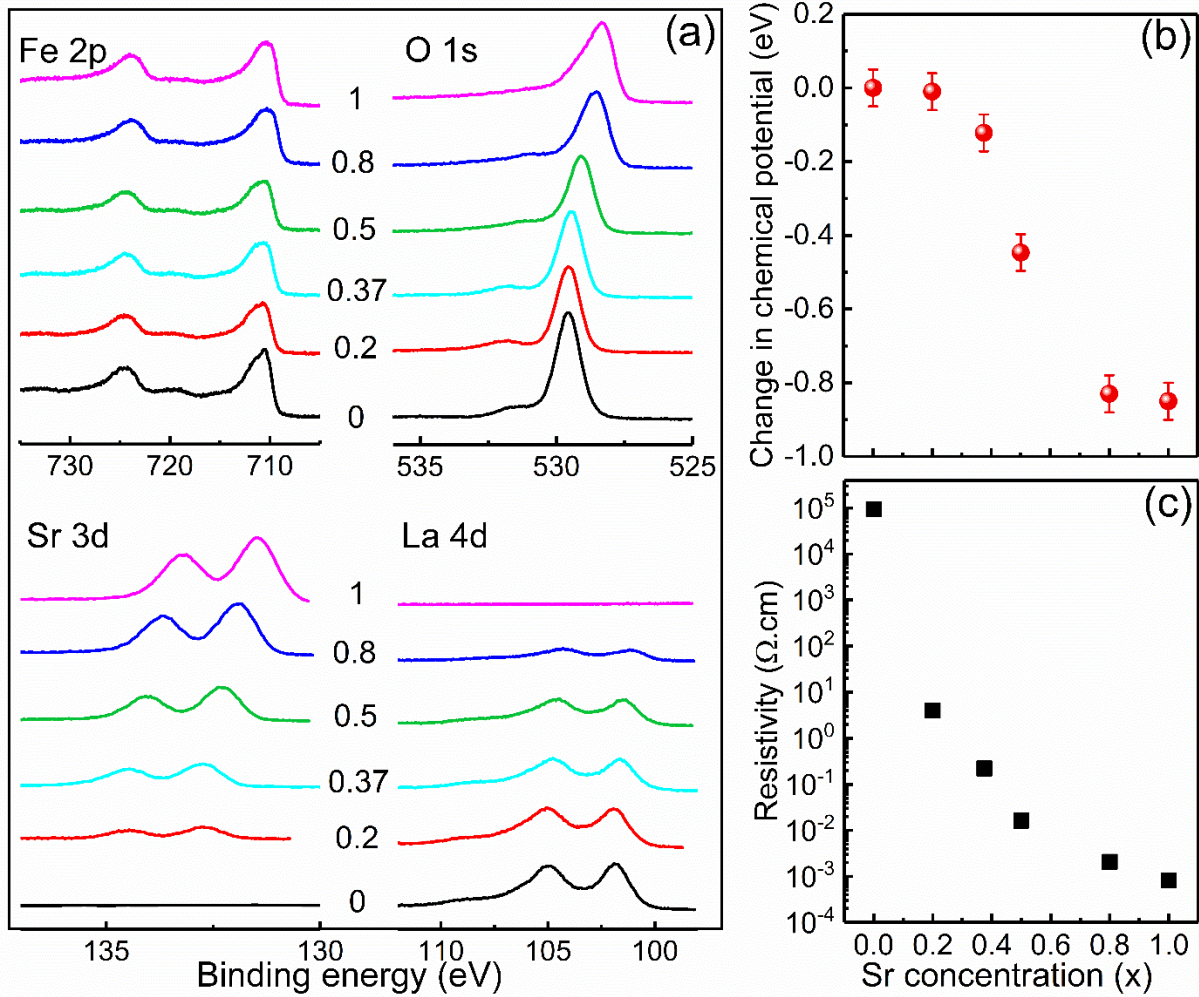 (a)
Fe 2p
O 1s
1
0.8
0.5
0.37
0.2
0
730 720 710
535 530 525
Sr 3d
La 4d
1
0.8
0.5
0.37
0.2
0
135 130
110 105 100
Binding energy (eV)
(b)
Change in chemical potential (eV)
0.0
-0.2
-0.4
-0.6
-0.8
-1.0
(c)
Resistivity (Ω.cm)
10^5
10^4
10^3
10^2
10^1
10^0
10^-1
10^-2
10^-3
10^-4
0.0 0.2 0.4 0.6 0.8 1.0
Sr concentration (x)